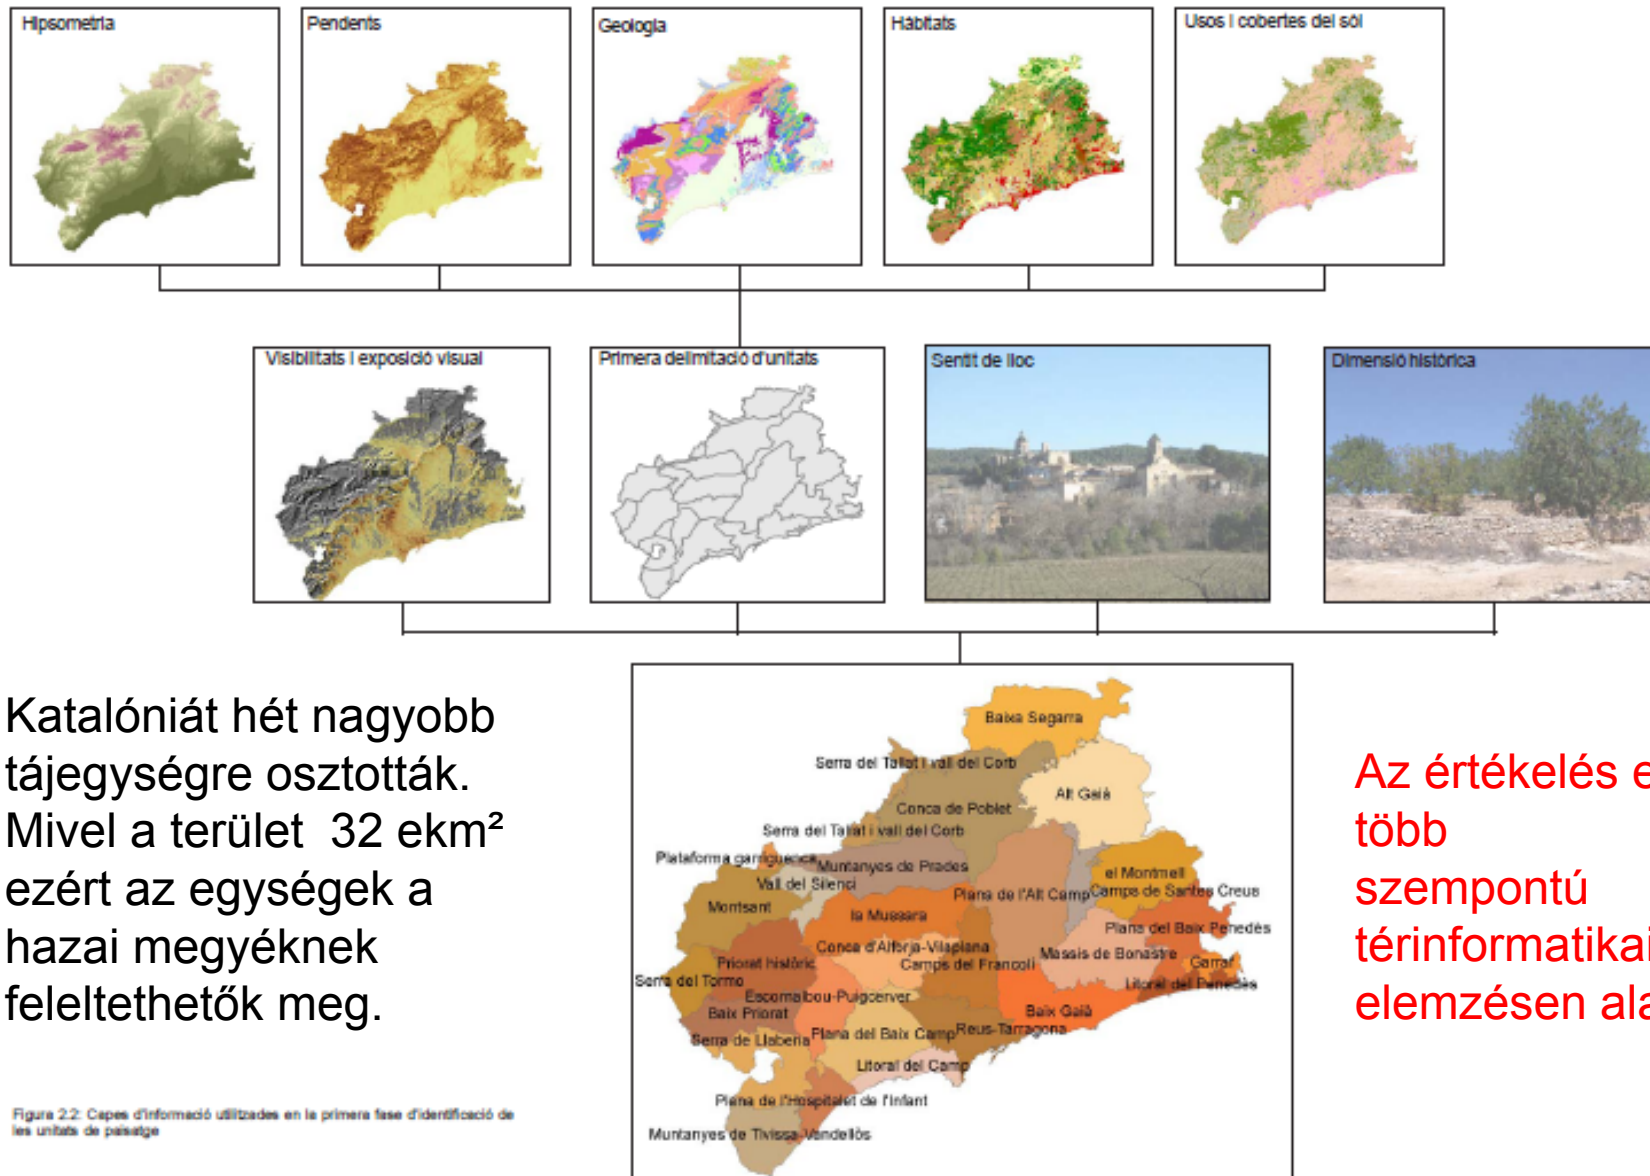 Hipsometria
Pendents
Geologia
Hàbitats
Usos i cobertes del sòl
Visibilitats i exposició visual
Primera delimitació d'unitats
Sentit de lloc
Dimensió històrica
Katalóniát hét nagyobb
tájegységre osztották.
Mivel a terület 32 ekm²
ezért az egységek a
hazai megyéknek
feleltethetők meg.
Baixa Segarra
Serra del Tallat i vall del Corb
Alt Gaià
Conca de Poblet
Serra del Tallat i vall del Corb
Plataforma garriguenca
Muntanyes de Prades
el Montmell
Vall del Silenci
Plana de l'Alt Camp
Camps de Santes Creus
Montsant
la Mussara
Plana del Baix Penedès
Conca d'Alforja-Vilaplana
Massís de Bonastre
Priorat històric
Camps del Francolí
Garraf
Serra del Tormo
Litoral del Penedès
Escornalbou-Puigcerver
Baix Priorat
Baix Gaià
Plana del Baix Camp
Reus-Tarragona
Serra de Llaberia
Litoral del Camp
Plana de l'Hospitalet de l'Infant
Muntanyes de Tivissa-Vandellòs
Az értékelés e
több
szempontú
térinformatikai
elemzésen ala
Figura 2.2: Capes d'informació utilitzades en la primera fase d'identificació de
les unitats de paisatge